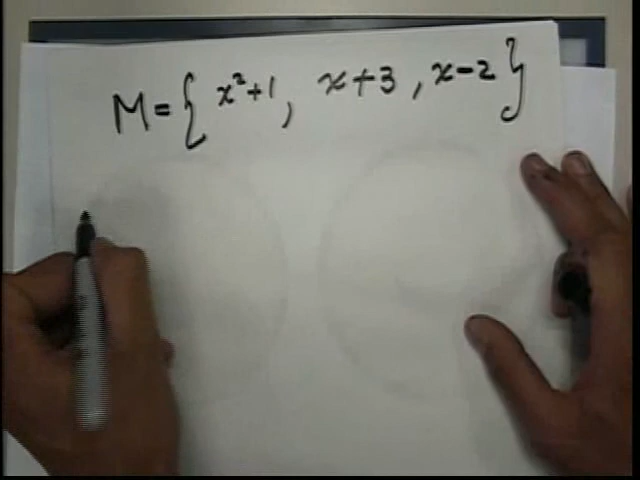 M = { x²+1, x+3, x-2 }